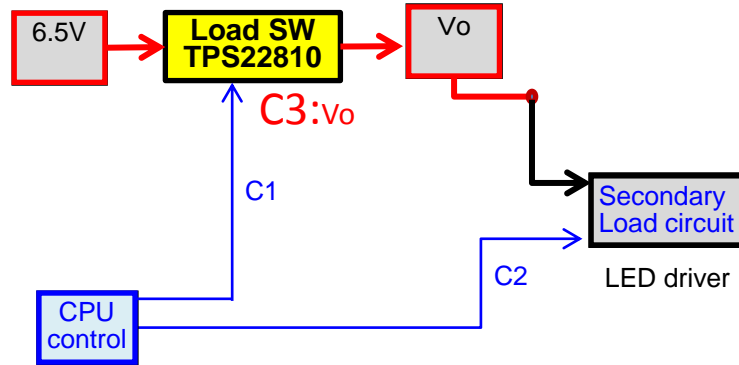 6.5V
Load SW
TPS22810
Vo
C3:Vo
C1
Secondary
Load circuit
C2
LED driver
CPU
control